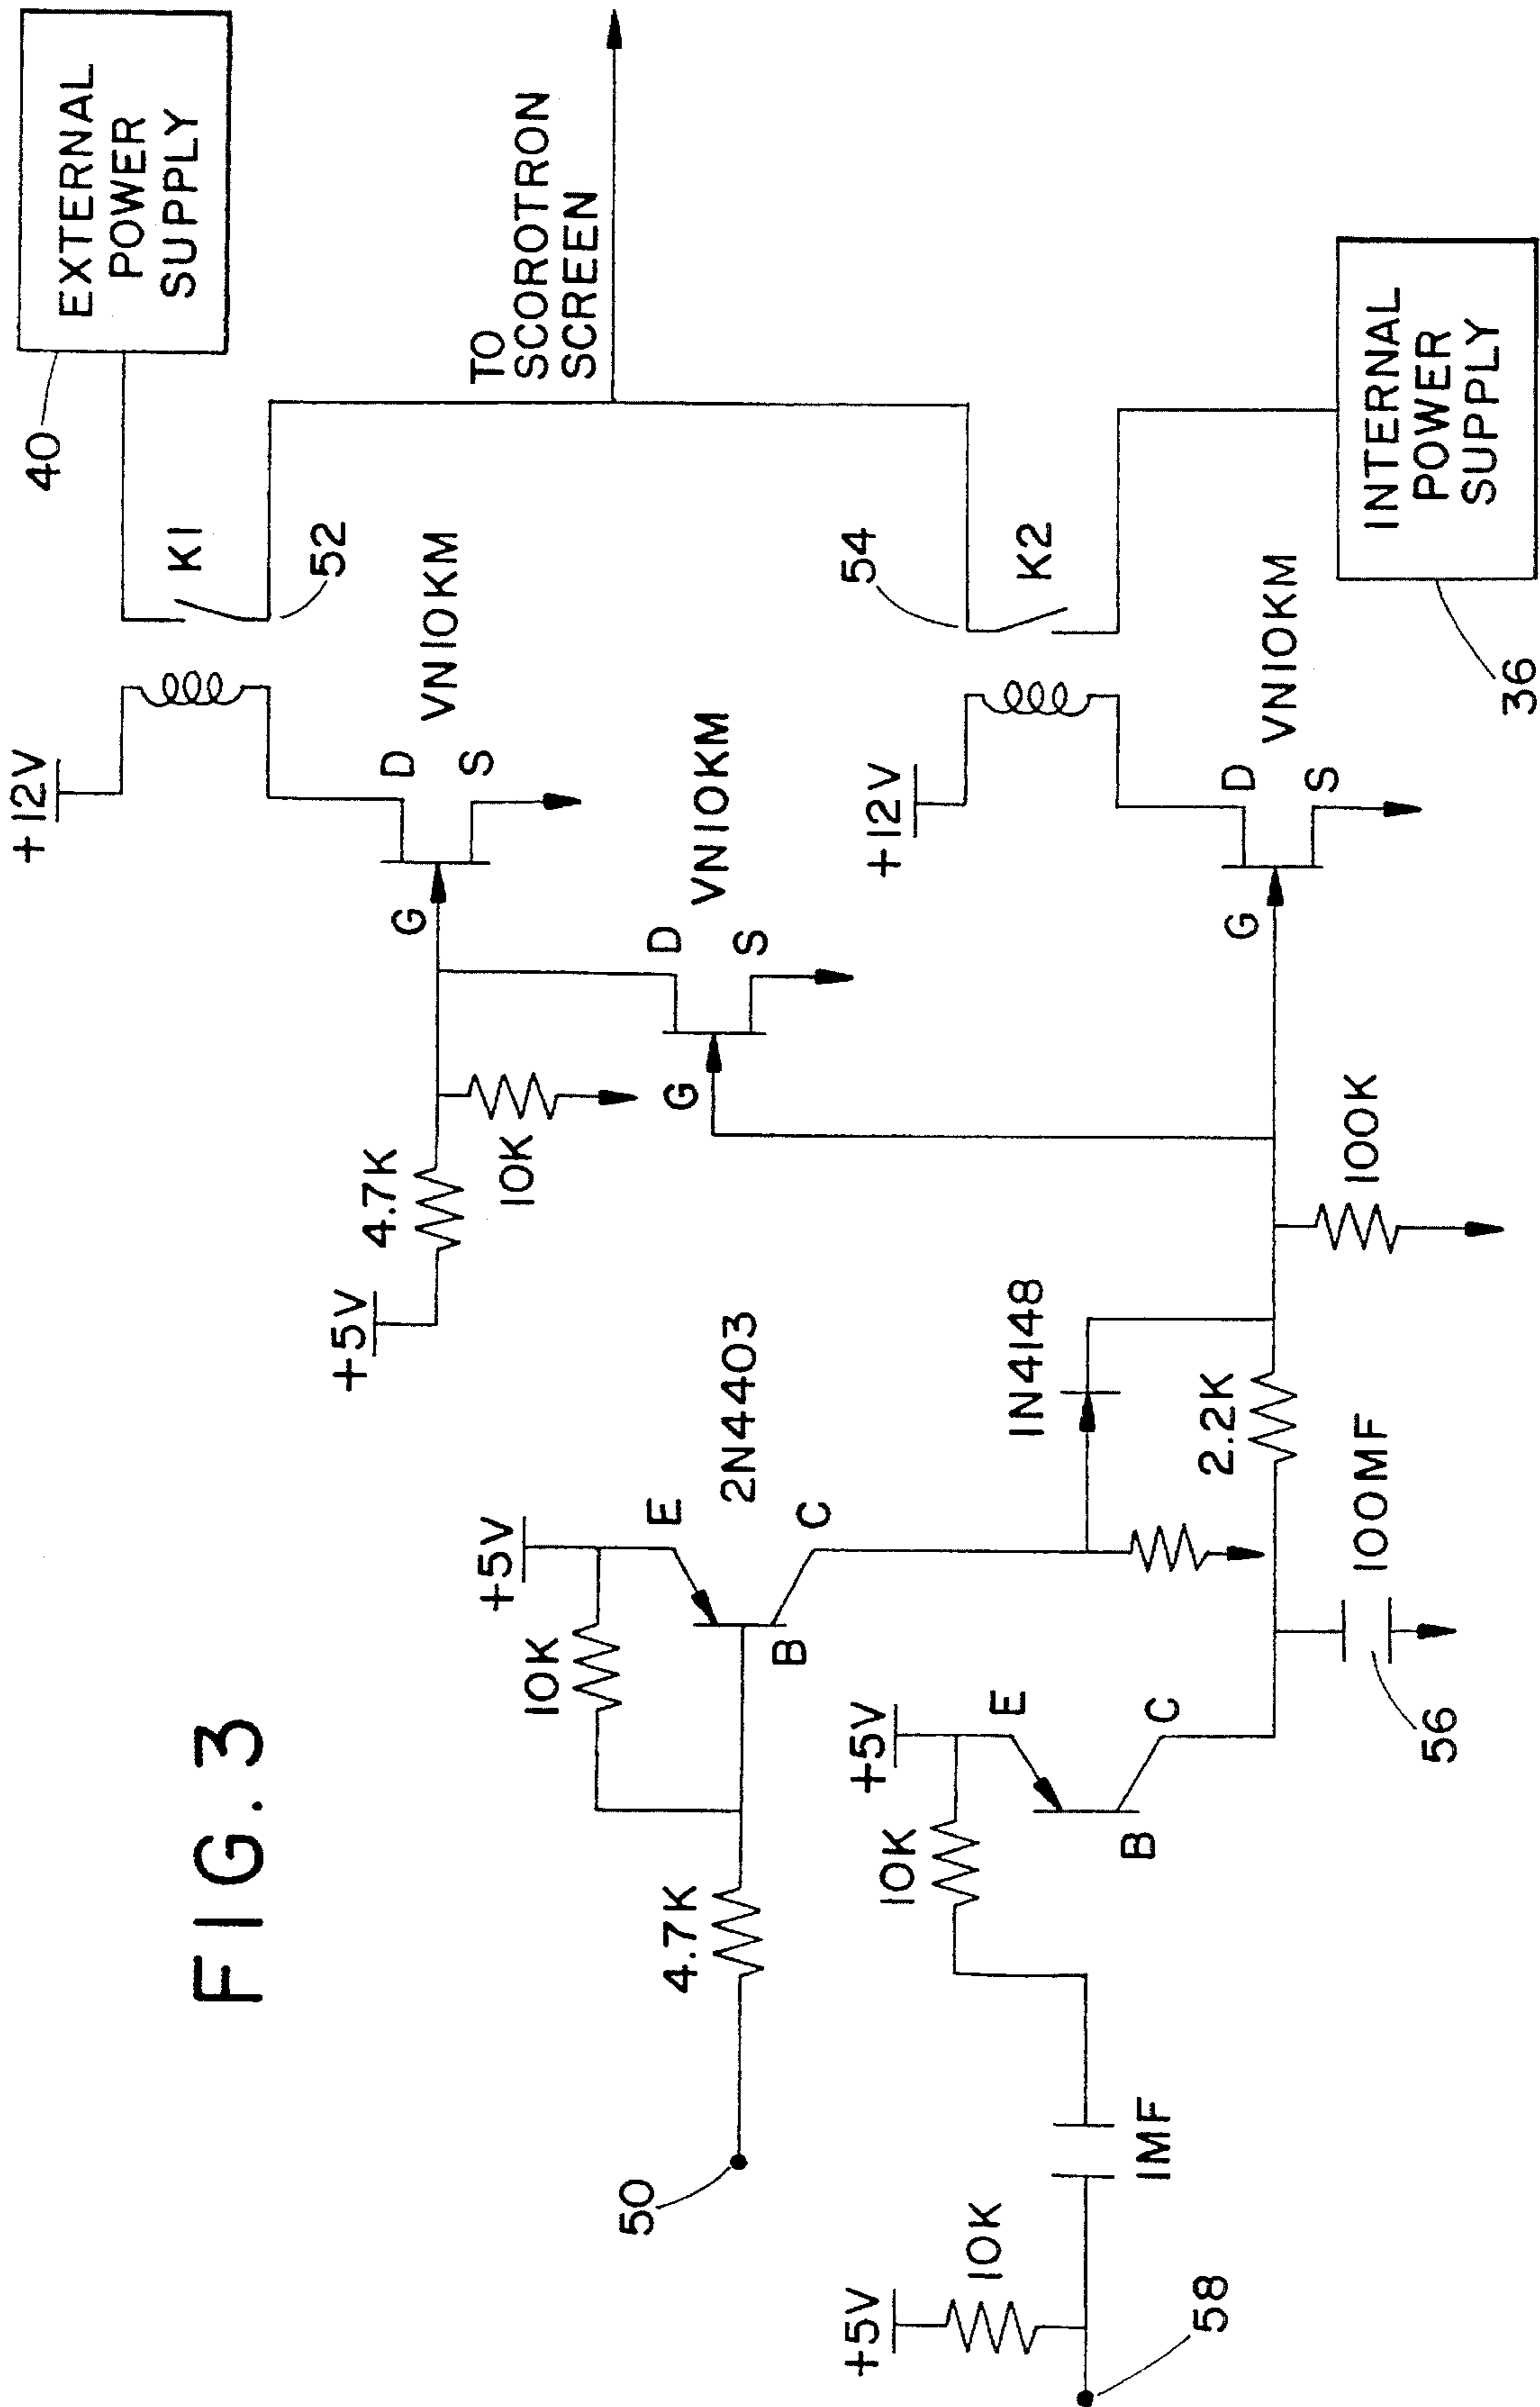 FIG. 3
+12V
EXTERNAL
POWER
SUPPLY
40
K1
52
VN10KM
D
S
G
TO
SCOROTRON
SCREEN
+5V
4.7K
10K
VN10KM
D
S
G
+5V
10K
E
2N4403
B
C
4.7K
50
+12V
54
K2
VN10KM
D
S
G
INTERNAL
POWER
SUPPLY
36
1N4148
2.2K
100K
+5V
E
10K
B
C
100MF
56
1MF
+5V
10K
58